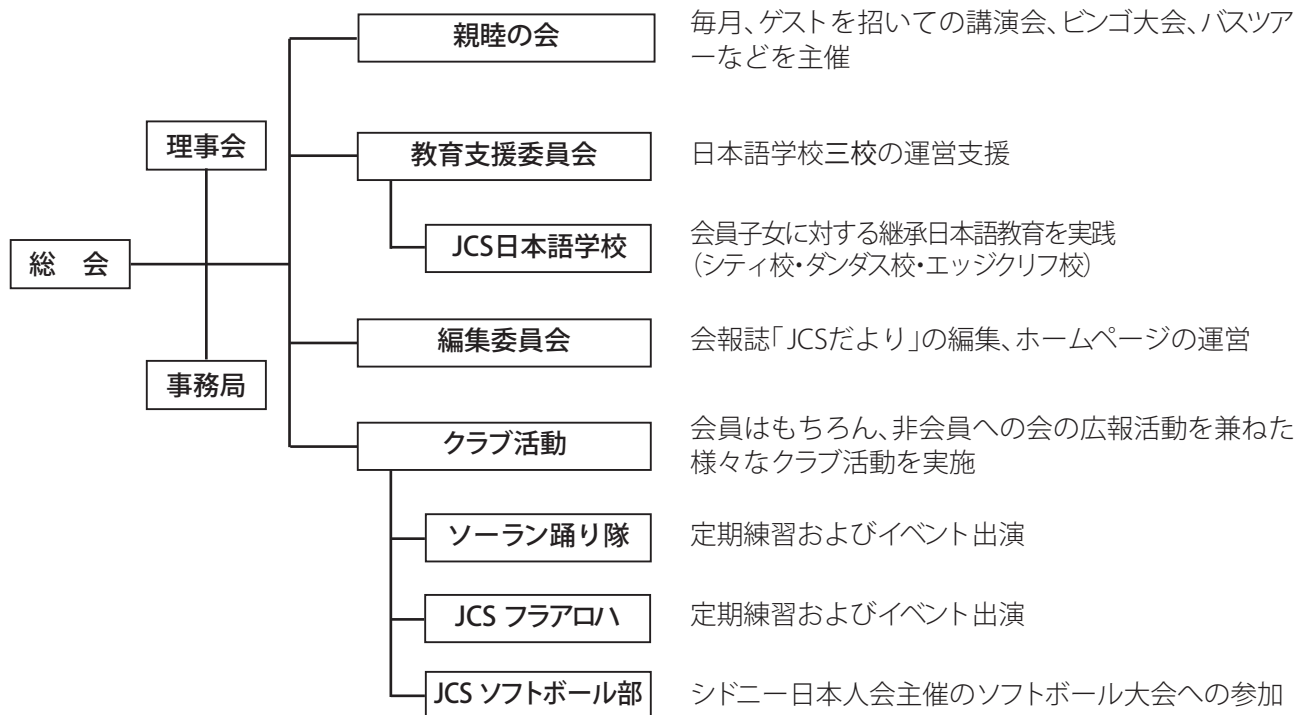 親睦の会
毎月、ゲストを招いての講演会、ビンゴ大会、バスツア
ーなどを主催
理事会
教育支援委員会
日本語学校三校の運営支援
JCS日本語学校
会員子女に対する継承日本語教育を実践
(シティ校・ダンダス校・エッジクリフ校)
総 会
編集委員会
会報誌「JCSだより」の編集、ホームページの運営
事務局
クラブ活動
会員はもちろん、非会員への会の広報活動を兼ねた
様々なクラブ活動を実施
ソーラン踊り隊
定期練習およびイベント出演
JCS フラアロハ
定期練習およびイベント出演
JCS ソフトボール部
シドニー日本人会主催のソフトボール大会への参加